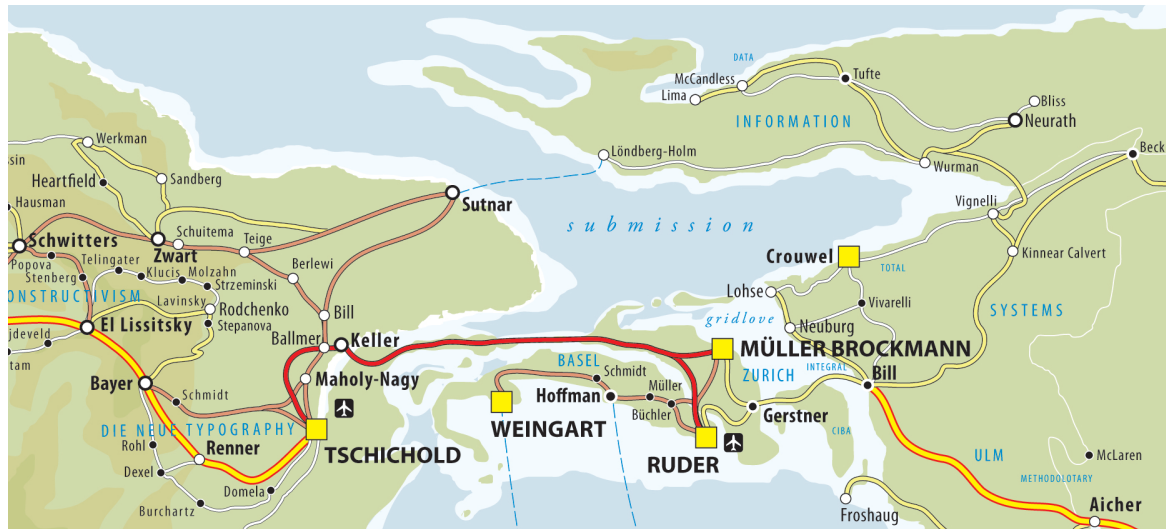 DATA
McCandless
Tufte
Lima
Bliss
INFORMATION
Neurath
Werkman
Löndberg-Holm
Wurman
Beck
ssin
Heartfield
Sandberg
Hausman
Sutnar
Vignelli
submission
Schuitema
Schwitters
Zwart
Teige
Kinnear Calvert
Popova
Telingater
Crouwel
TOTAL
Stenberg
Klucis
Molzahn
Berlewi
Strzeminski
ONSTRUCTIVISM
Lavinsky
Rodchenko
Bill
Lohse
Vivarelli
SYSTEMS
El Lissitsky
Stepanova
gridlove
Neuburg
jdeveld
Ballmer
Keller
MÜLLER BROCKMANN
tam
BASEL
INTEGRAL
Bayer
Maholy-Nagy
Schmidt
ZURICH
Bill
Schmidt
Hoffman
Müller
Büchler
Gerstner
DIE NEUE TYPOGRAPHY
WEINGART
CIBA
Rohl
Renner
TSCHICHOLD
RUDER
ULM
McLaren
Dexel
METHODOLOTARY
Domela
Burchartz
Froshaug
Aicher